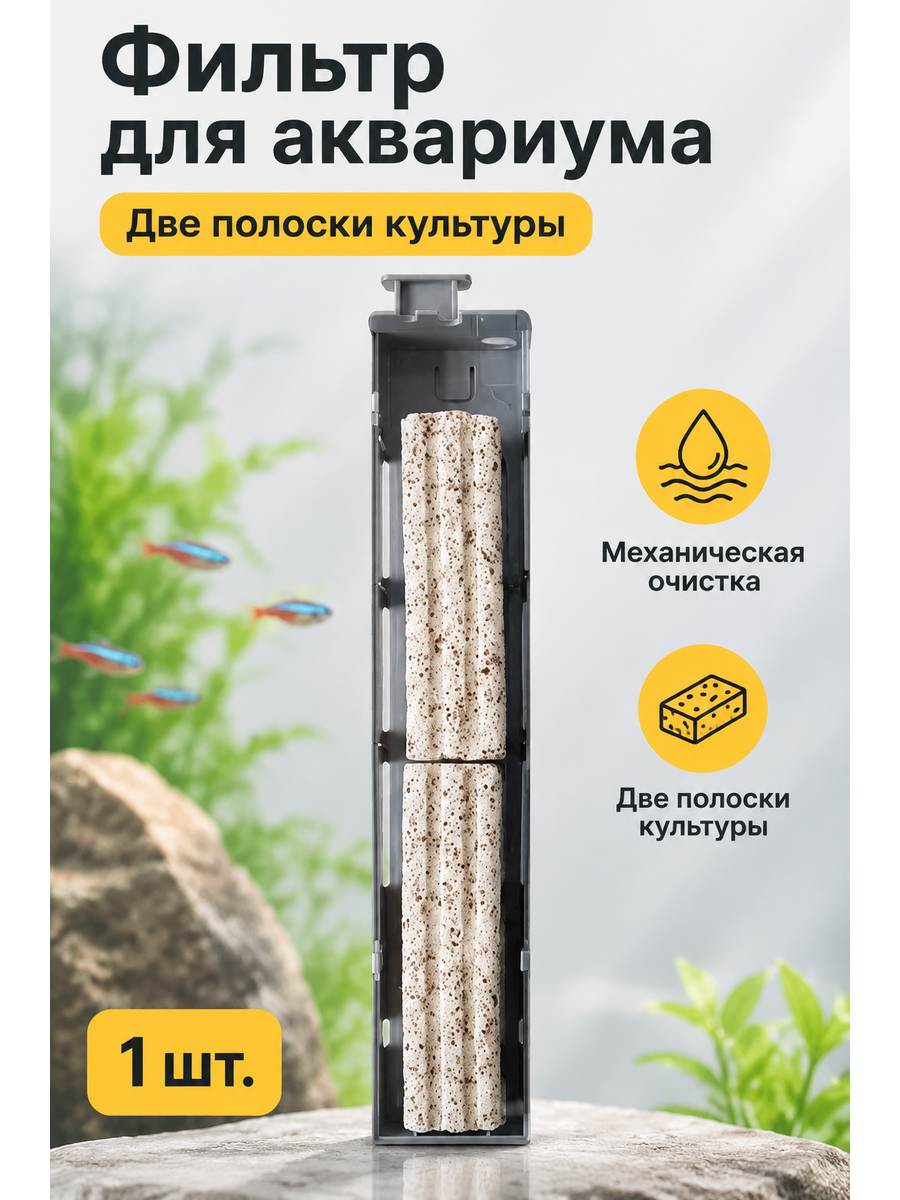 Фильтр
для аквариума
Две полоски культуры
Механическая
очистка
Две полоски
культуры
1 шт.